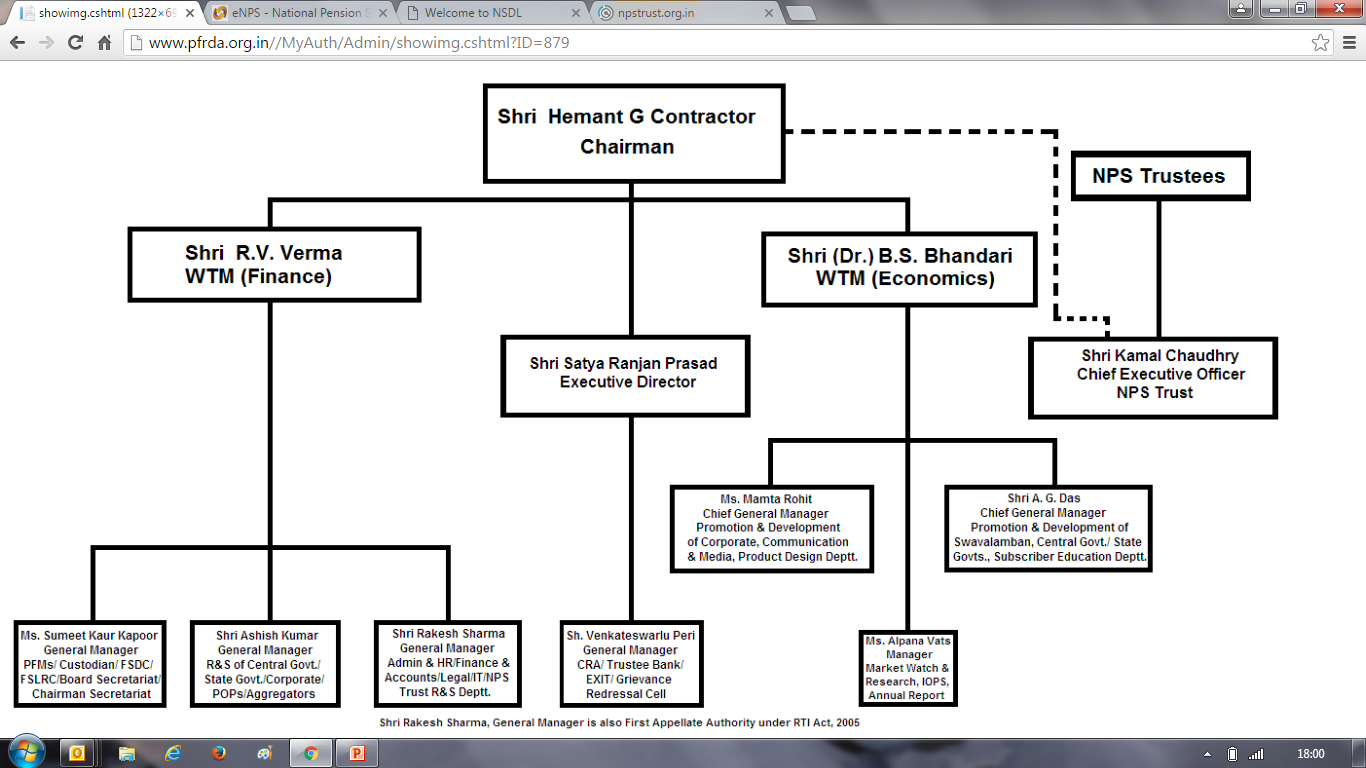 showimg.cshtml (1322×69
eNPS - National Pension S
Welcome to NSDL
npstrust.org.in
www.pfrda.org.in//MyAuth/Admin/showimg.cshtml?ID=879
Shri Hemant G Contractor
Chairman
NPS Trustees
Shri R.V. Verma
WTM (Finance)
Shri (Dr.) B.S. Bhandari
WTM (Economics)
Shri Satya Ranjan Prasad
Executive Director
Shri Kamal Chaudhry
Chief Executive Officer
NPS Trust
Ms. Mamta Rohit
Chief General Manager
Promotion & Development
of Corporate, Communication
& Media, Product Design Deptt.
Shri A. G. Das
Chief General Manager
Promotion & Development of
Swavalamban, Central Govt./ State
Govts., Subscriber Education Deptt.
Ms. Sumeet Kaur Kapoor
General Manager
PFMs/ Custodian/ FSDC/
FSLRC/Board Secretariat/
Chairman Secretariat
Shri Ashish Kumar
General Manager
R&S of Central Govt./
State Govt./Corporate/
POPs/Aggregators
Shri Rakesh Sharma
General Manager
Admin & HR/Finance &
Accounts/Legal/IT/NPS
Trust R&S Deptt.
Sh. Venkateswarlu Peri
General Manager
CRA/ Trustee Bank/
EXIT/ Grievance
Redressal Cell
Ms. Alpana Vats
Manager
Market Watch &
Research, IOPS,
Annual Report
Shri Rakesh Sharma, General Manager is also First Appellate Authority under RTI Act, 2005
18:00